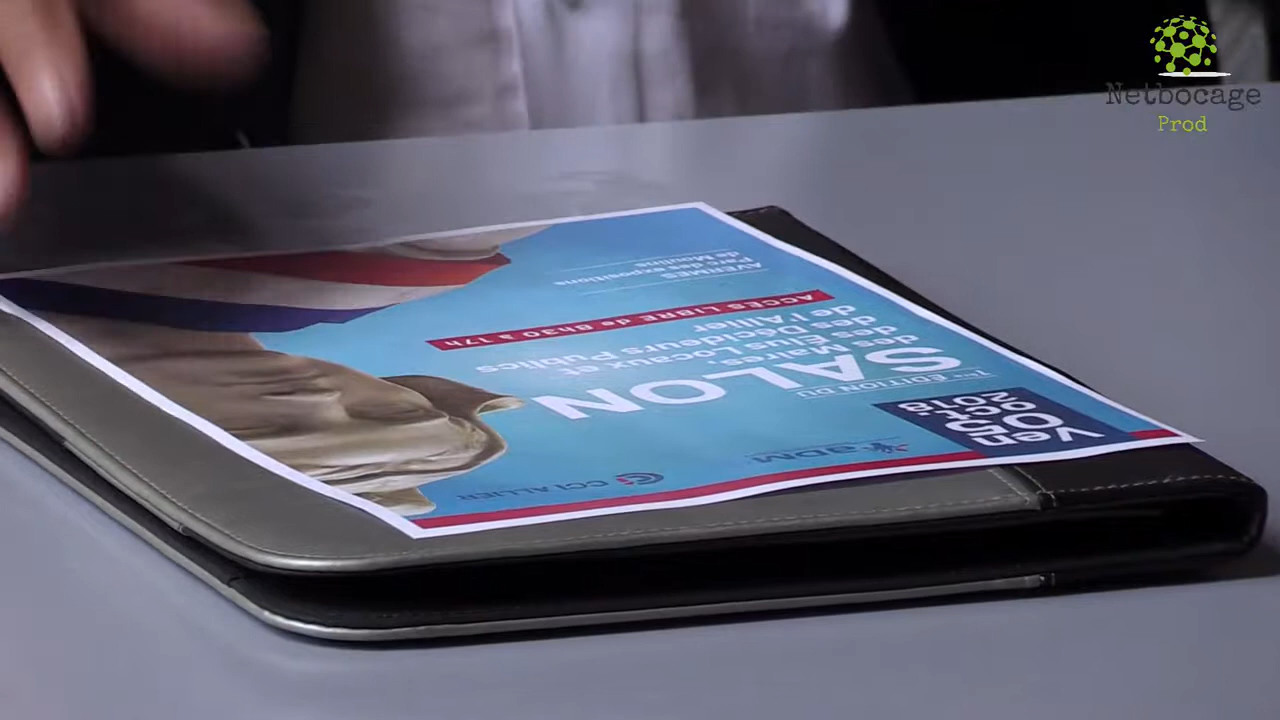 Netbocage
Prod
Ven
05
Oct
2018
1ère ÉDITION DU
SALON
des Maires,
des Élus Locaux et
des Décideurs Publics
de l'Allier
ACCÈS LIBRE de 8h30 à 17h
AVERMES
Parc des expositions
de Moulins
aDM
CCI ALLIER